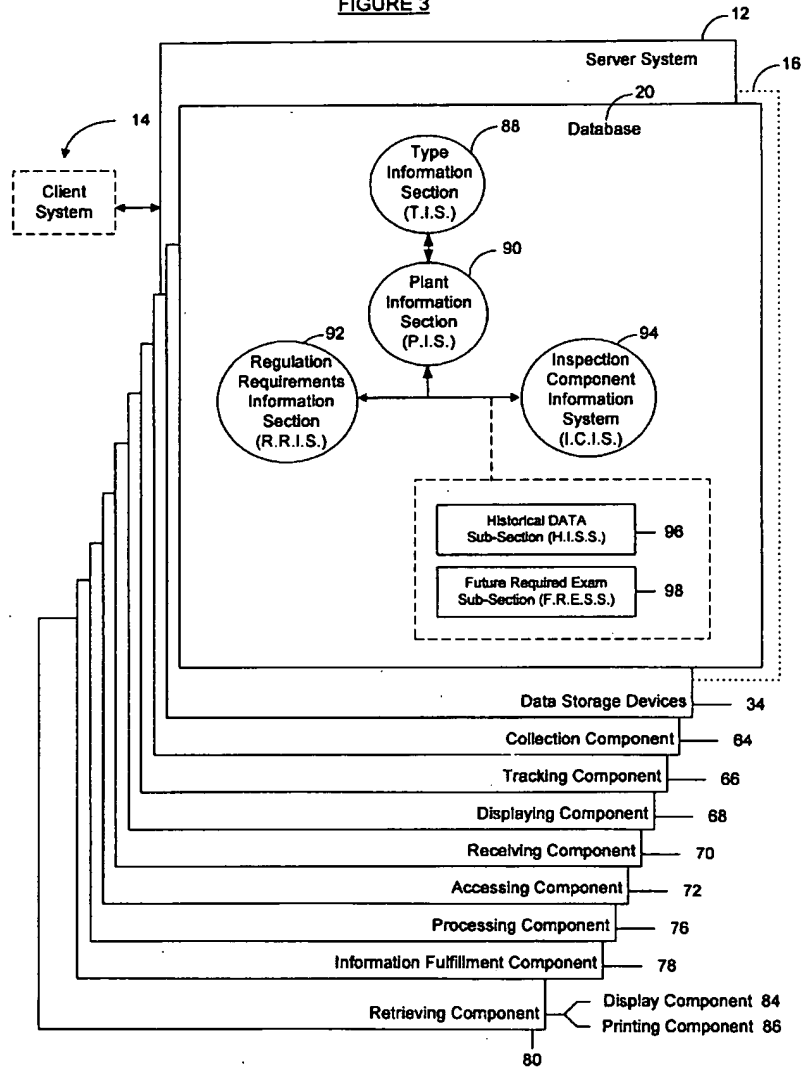 FIGURE 3
12
Server System
16
20
Database
14
Client
System
88
Type
Information
Section
(T.I.S.)
90
Plant
Information
Section
(P.I.S.)
92
Regulation
Requirements
Information
Section
(R.R.I.S.)
94
Inspection
Component
Information
System
(I.C.I.S.)
Historical DATA
Sub-Section (H.I.S.S.)
96
Future Required Exam
Sub-Section (F.R.E.S.S.)
98
Data Storage Devices 34
Collection Component 64
Tracking Component 66
Displaying Component 68
Receiving Component 70
Accessing Component 72
Processing Component 76
Information Fulfillment Component 78
Retrieving Component
Display Component 84
Printing Component 86
80